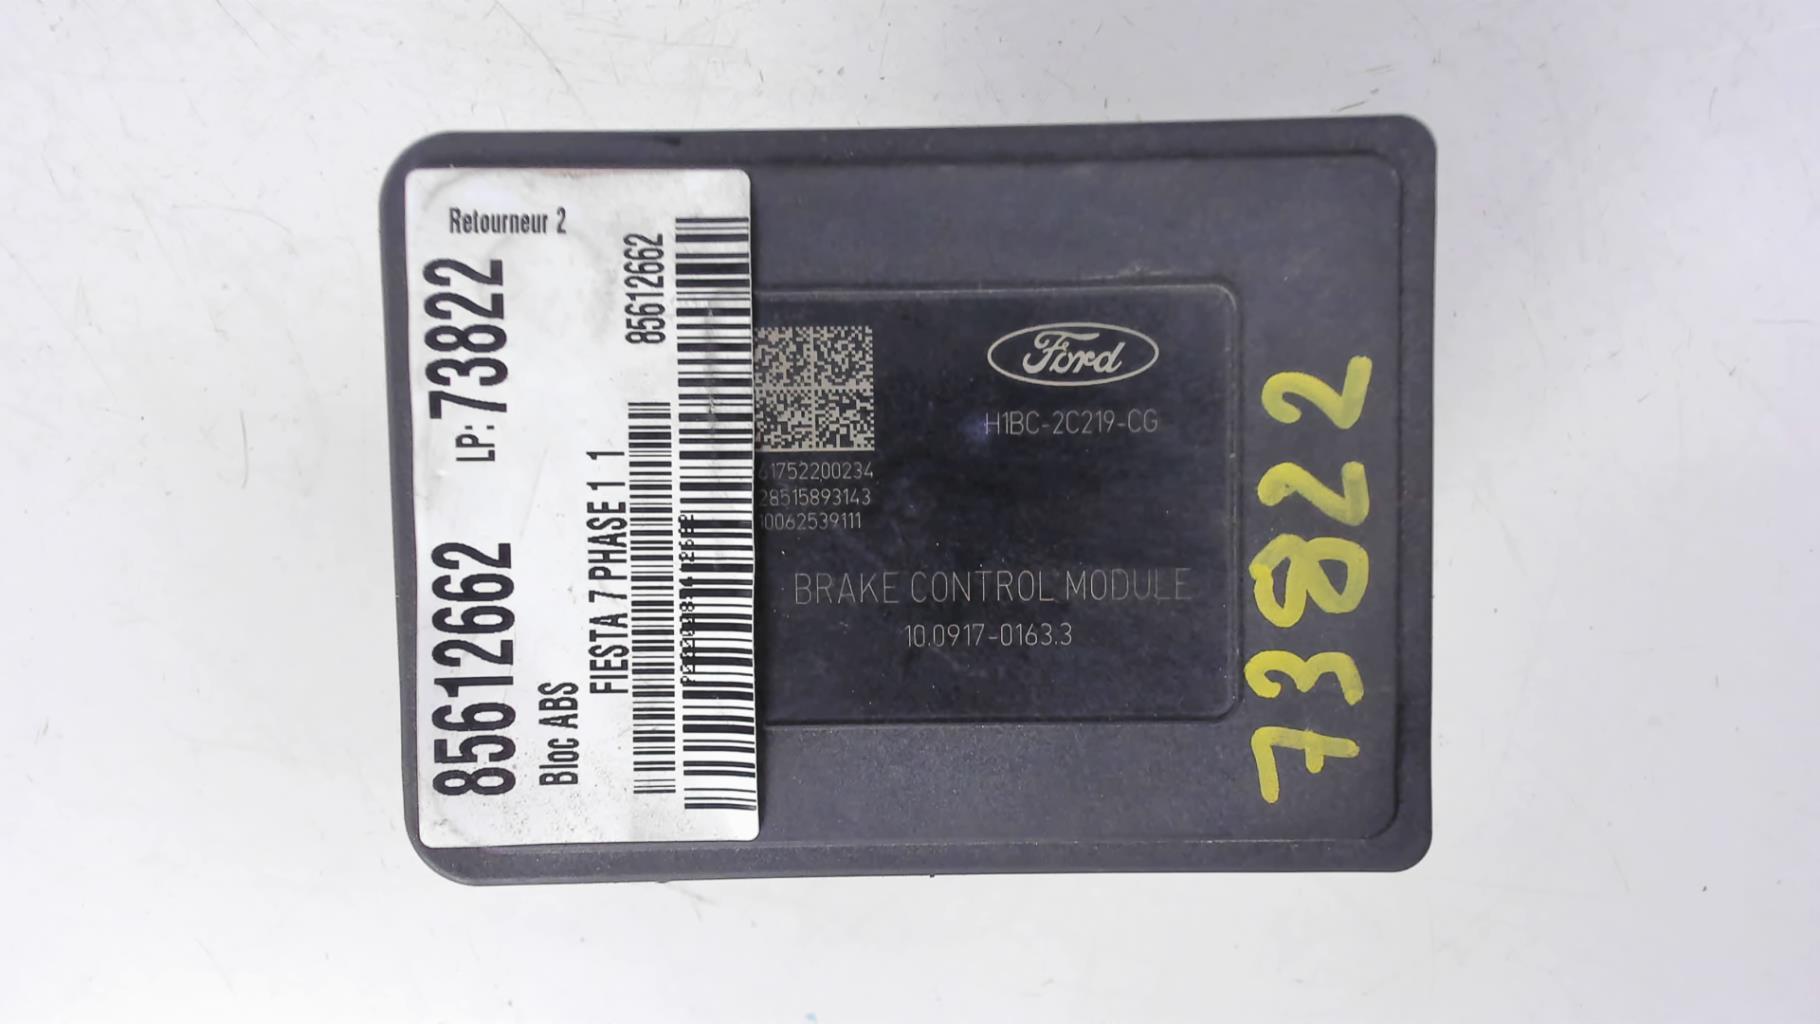 Retourneur 2
85612662 LP: 73822
Bloc ABS
FIESTA 7 PHASE 1 1
85612662
Ford
H1BC-2C219-CG
61752200234
28515893143
10062539111
BRAKE CONTROL MODULE
10.0917-0163.3
73822